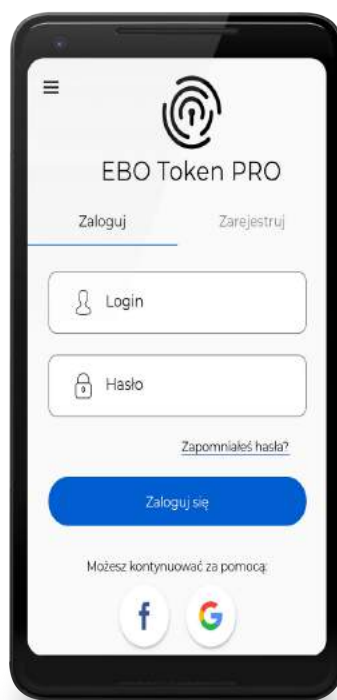 EBO Token PRO
Zaloguj
Zarejestruj
Login
Hasło
Zapomniałeś hasła?
Zaloguj się
Możesz kontynuować za pomocą: